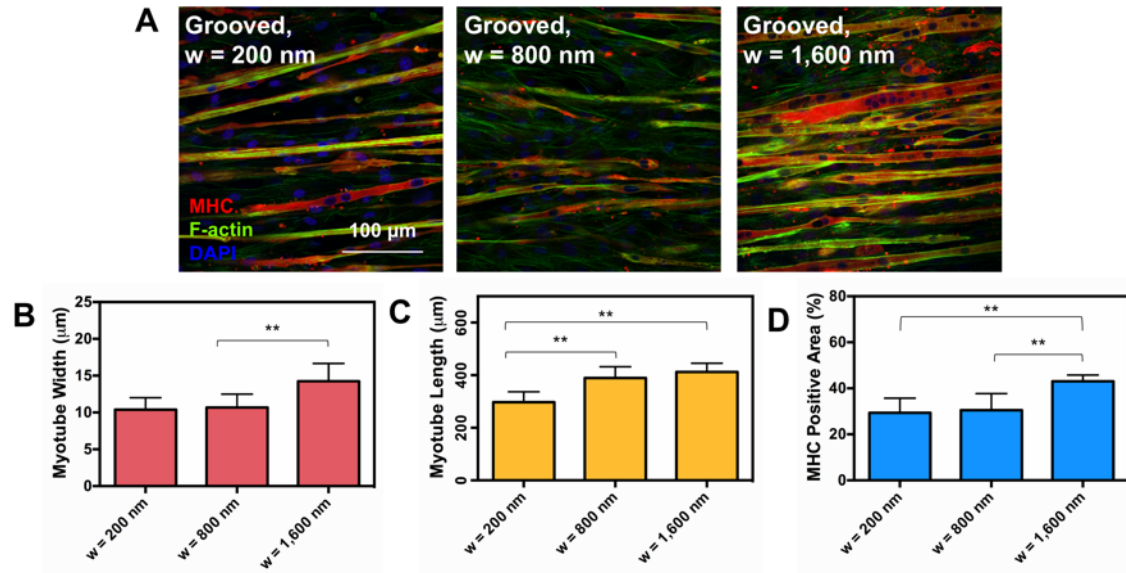 A
Grooved,
w = 200 nm
Grooved,
w = 800 nm
Grooved,
w = 1,600 nm
MHC
F-actin
DAPI
100 µm
B
Myotube Width (µm)
25
20
15
10
5
0
**
w = 200 nm
w = 800 nm
w = 1,600 nm
C
Myotube Length (µm)
600
400
200
0
**
**
w = 200 nm
w = 800 nm
w = 1,600 nm
D
MHC Positive Area (%)
80
60
40
20
0
**
**
w = 200 nm
w = 800 nm
w = 1,600 nm